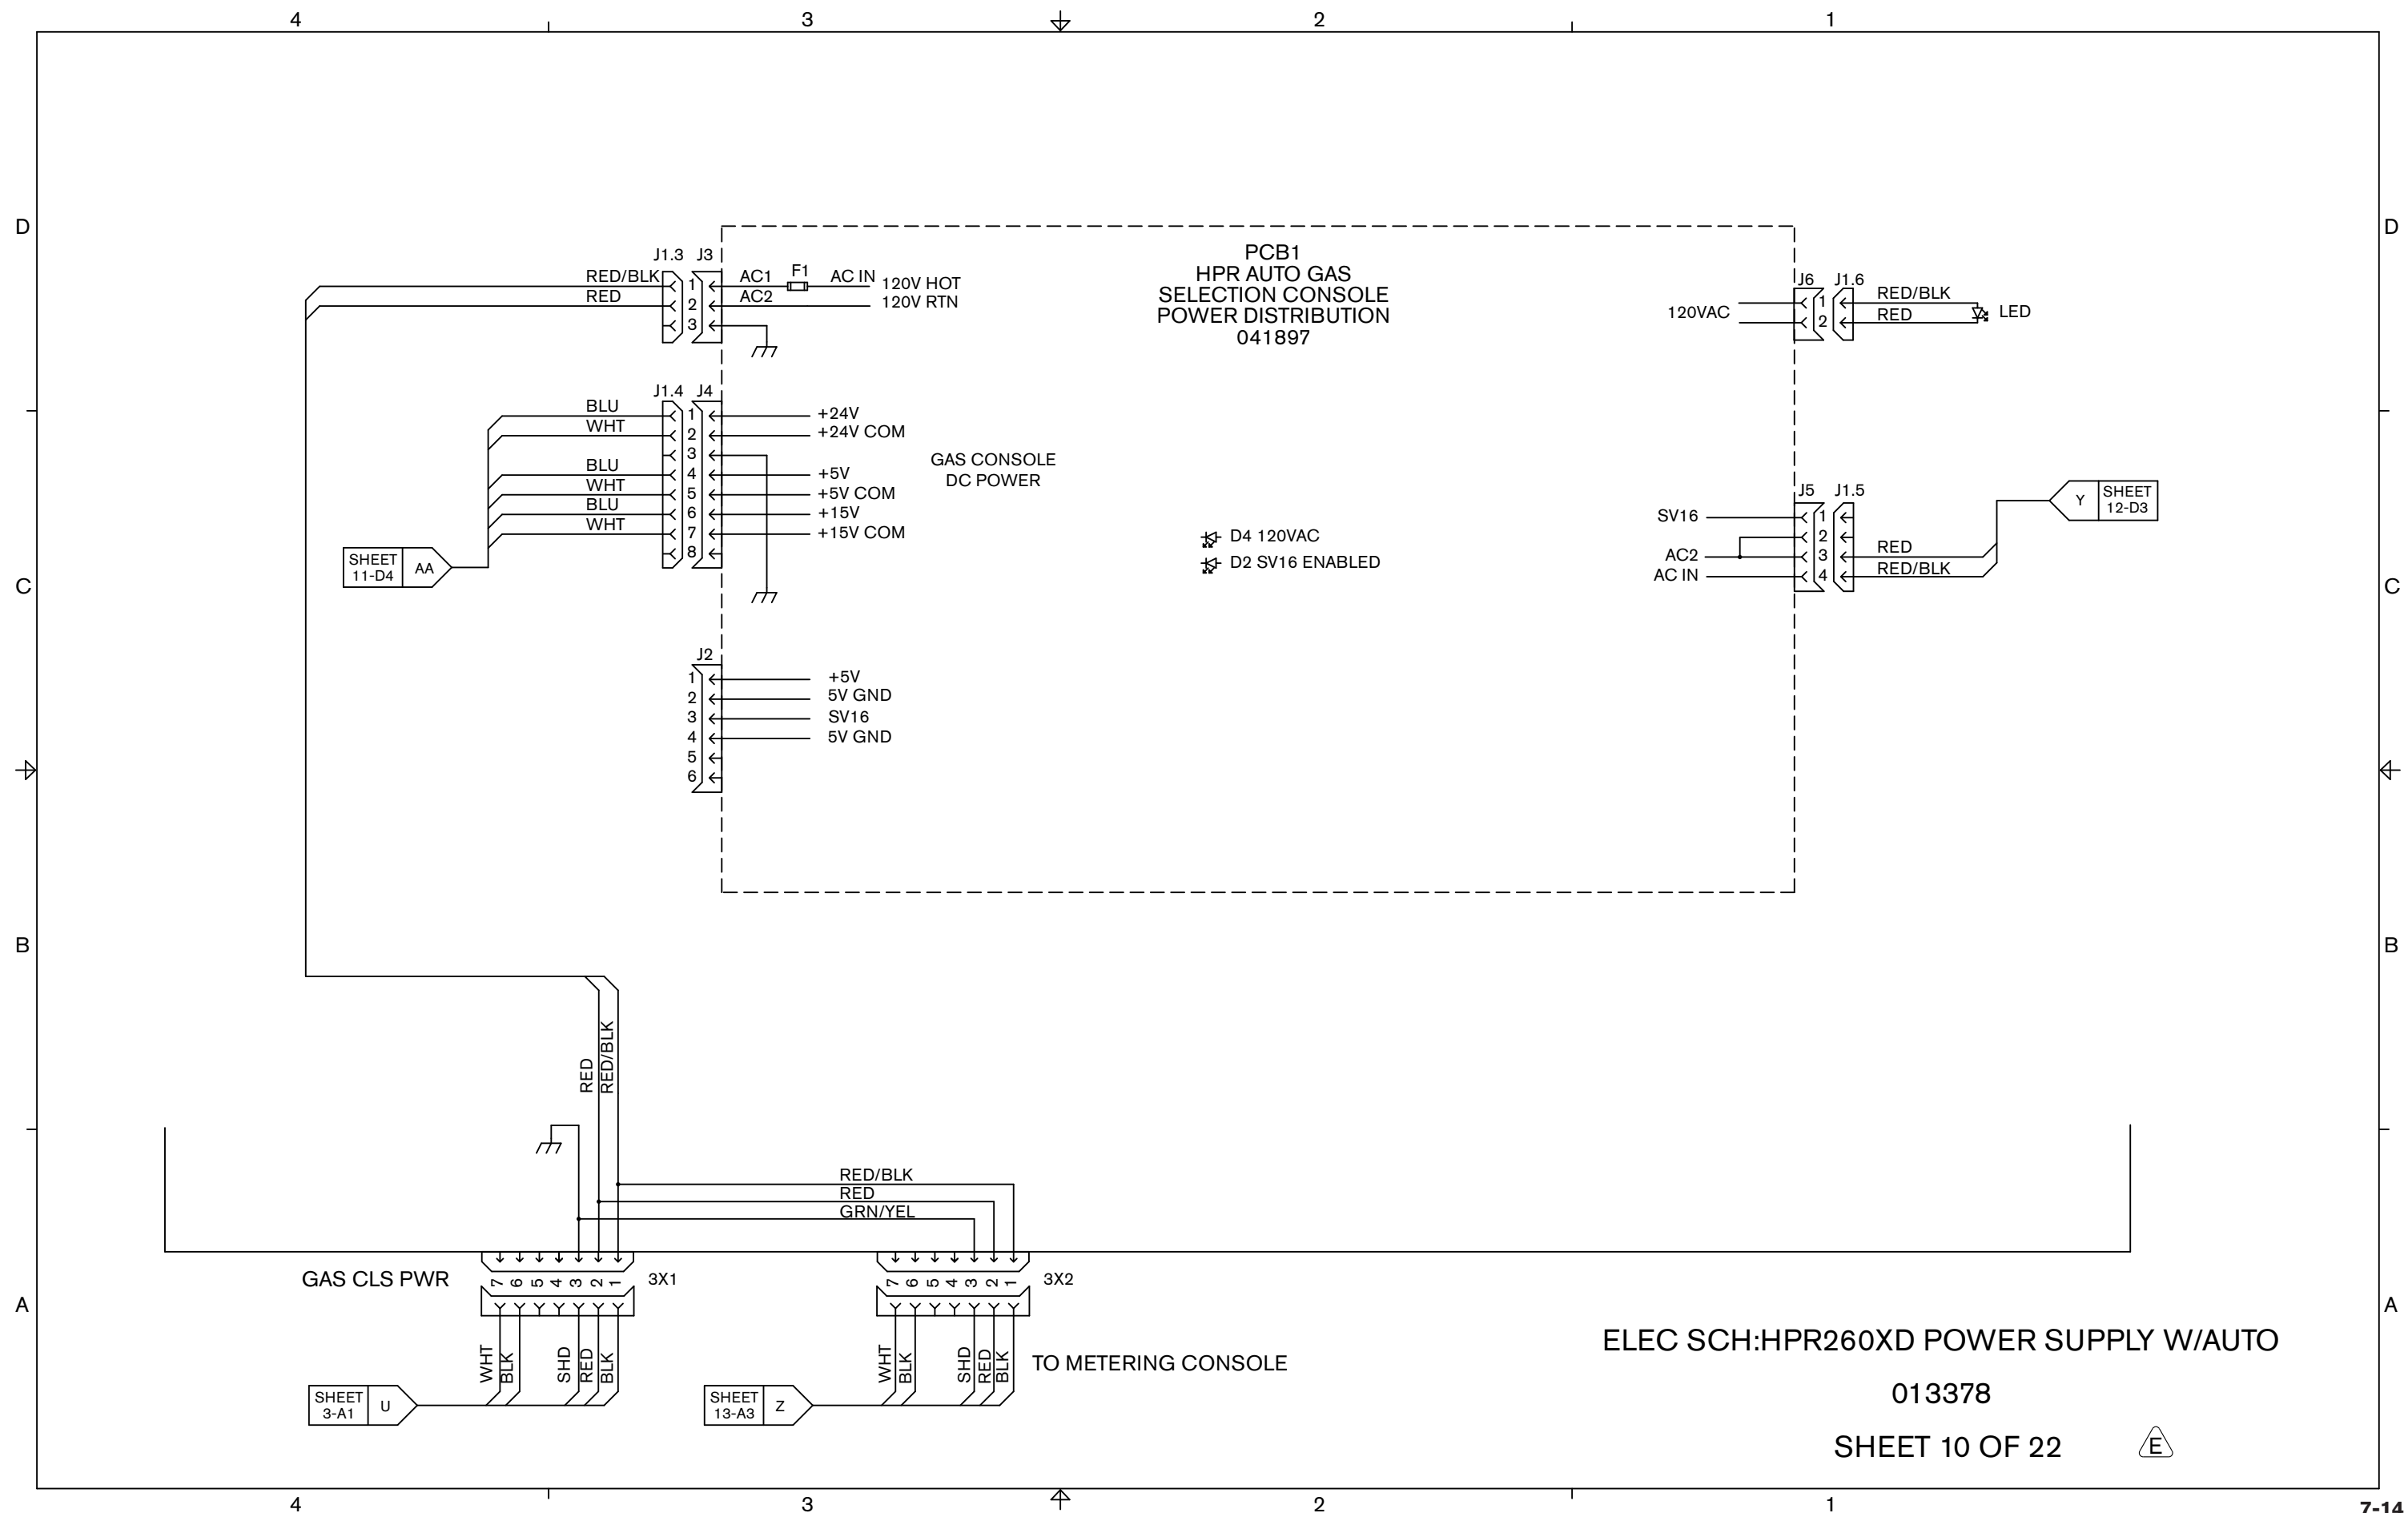 4 3 2 1
D D
J1.3 J3
RED/BLK 1 AC1 F1 AC IN 120V HOT
RED 2 AC2 120V RTN
3
PCB1
HPR AUTO GAS
SELECTION CONSOLE
POWER DISTRIBUTION
041897
J6 J1.6
120VAC
1 RED/BLK
2 RED
LED
J1.4 J4
BLU 1 +24V
WHT 2 +24V COM
3
BLU 4 +5V
WHT 5 +5V COM
BLU 6 +15V
WHT 7 +15V COM
8
GAS CONSOLE
DC POWER
SHEET
11-D4
AA
D4 120VAC
D2 SV16 ENABLED
J5 J1.5
SV16 1
2
AC2 3 RED
AC IN 4 RED/BLK
Y
SHEET
12-D3
C C
J2
1 +5V
2 5V GND
3 SV16
4 5V GND
5
6
B B
RED
RED/BLK
RED/BLK
RED
GRN/YEL
GAS CLS PWR
7 6 5 4 3 2 1
3X1
7 6 5 4 3 2 1
3X2
A A
WHT
BLK
SHD
RED
BLK
SHEET
3-A1
U
WHT
BLK
SHD
RED
BLK
TO METERING CONSOLE
SHEET
13-A3
Z
ELEC SCH:HPR260XD POWER SUPPLY W/AUTO
013378
SHEET 10 OF 22
E
4 3 2 1
7-14